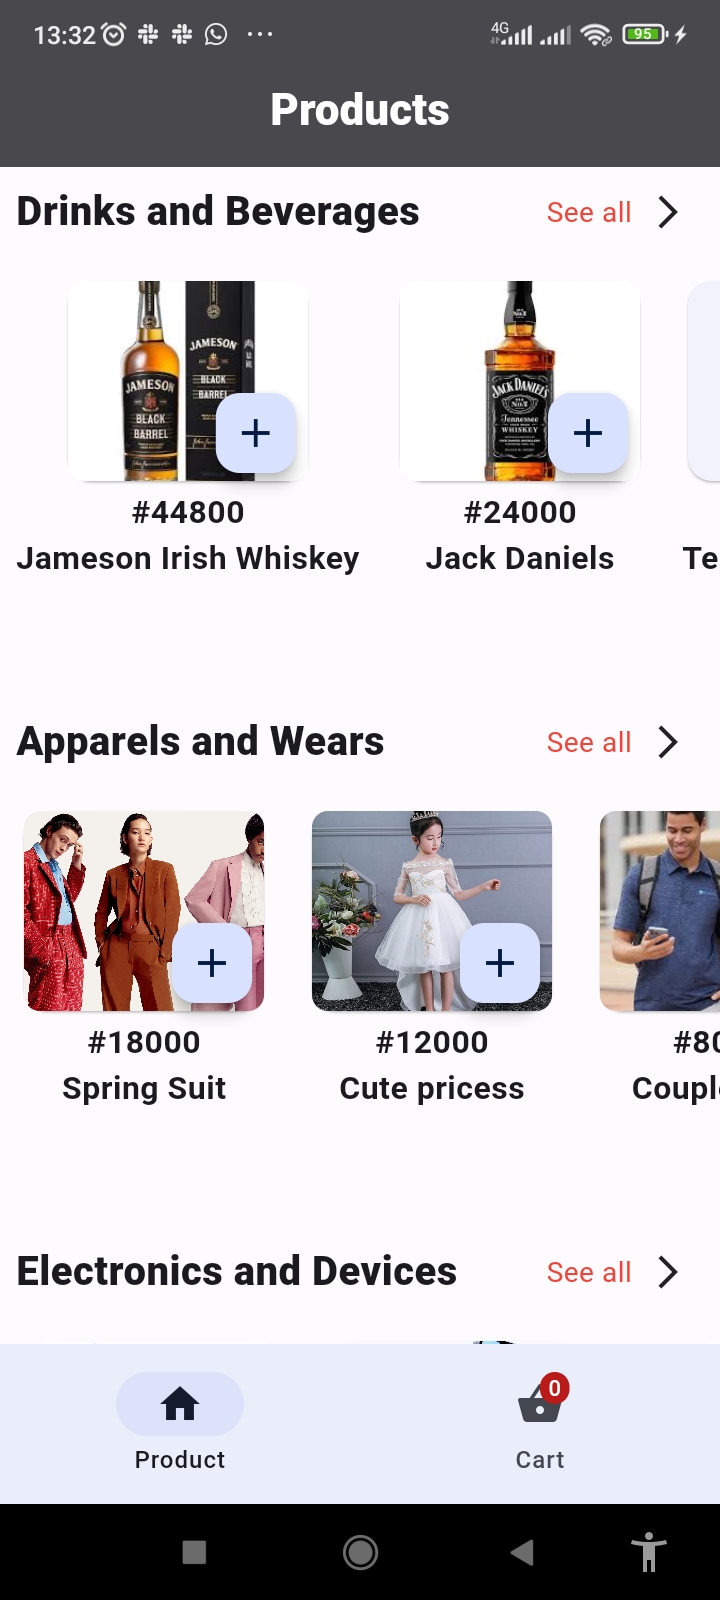 13:32 4G 95
Products
Drinks and Beverages See all
JAMESON
BLACK
BARREL
JAMESON
BLACK
BARREL
JACK DANIEL'S
OLD
No.7
Tennessee
WHISKEY
#44800 #24000
Jameson Irish Whiskey Jack Daniels Te
Apparels and Wears See all
#18000 #12000 #80
Spring Suit Cute pricess Couple
Electronics and Devices See all
0
Product Cart